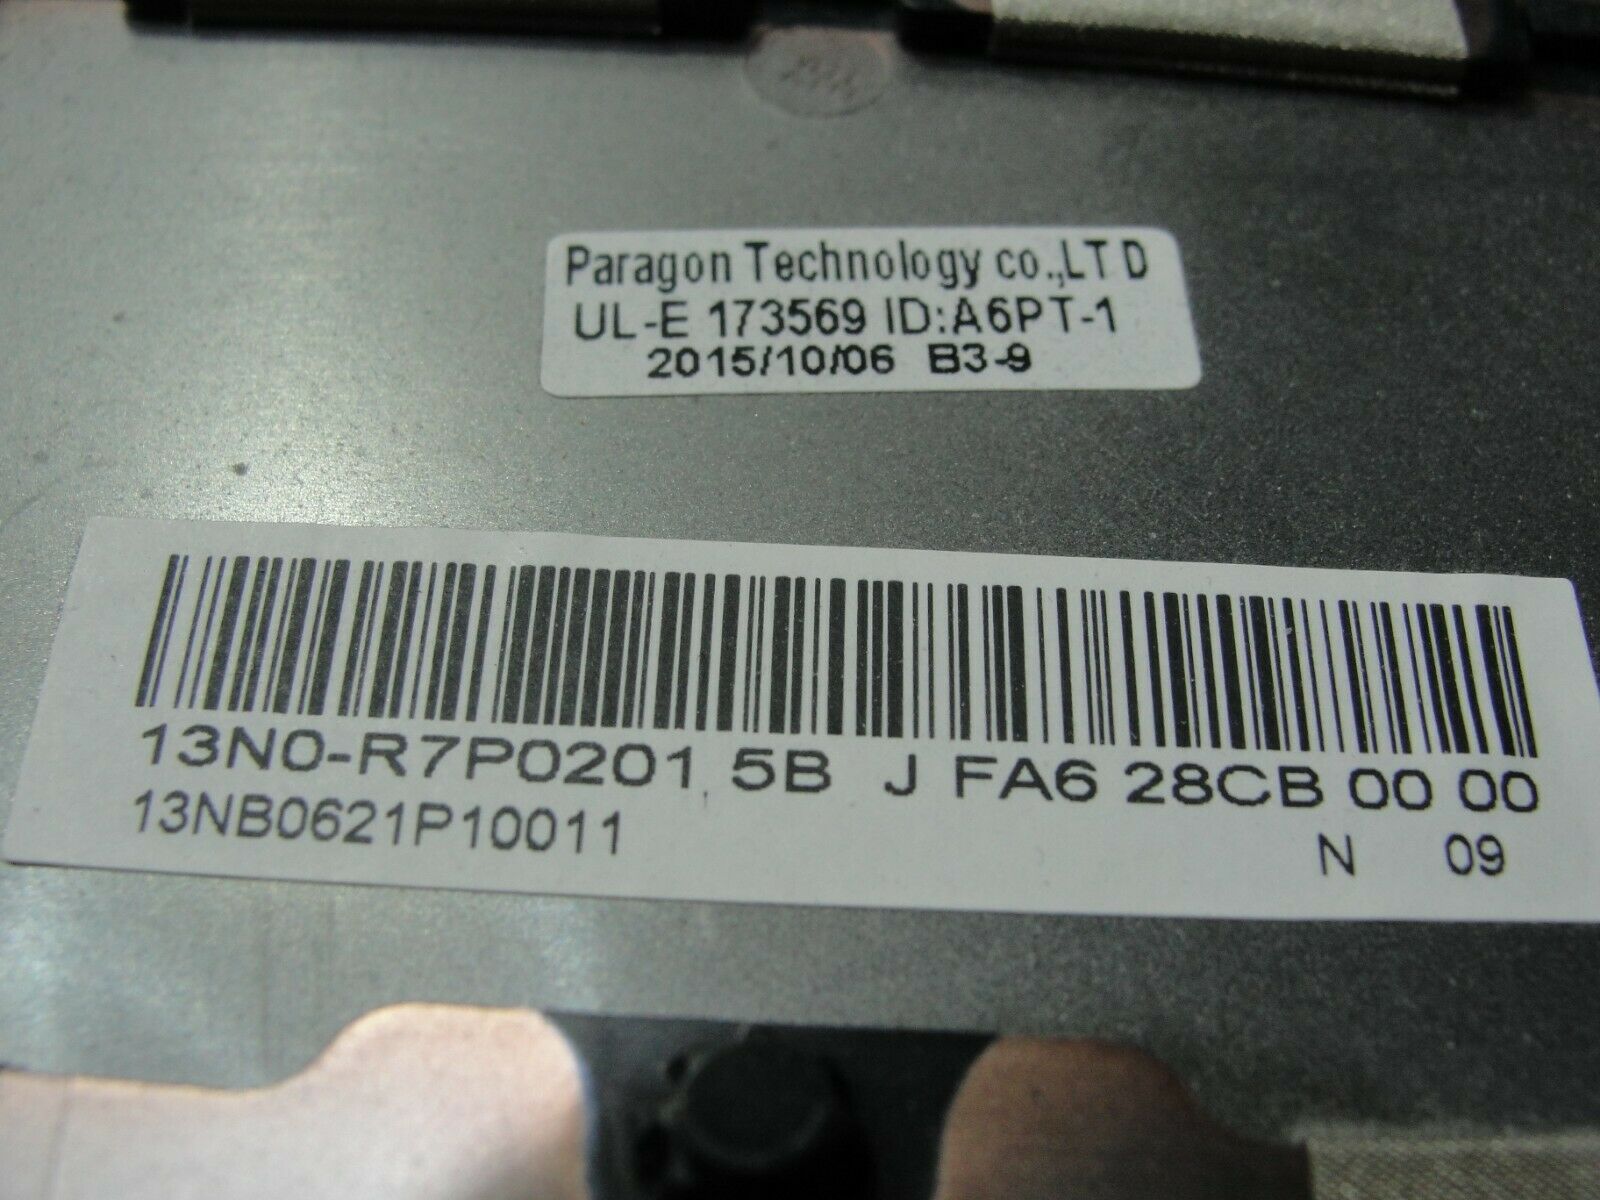 Paragon Technology co.,LT D
UL-E 173569 ID:A6PT-1
2015/10/06 B3-9
13N0-R7P0201 5B J FA6 28CB 00 00
13NB0621P10011
N 09